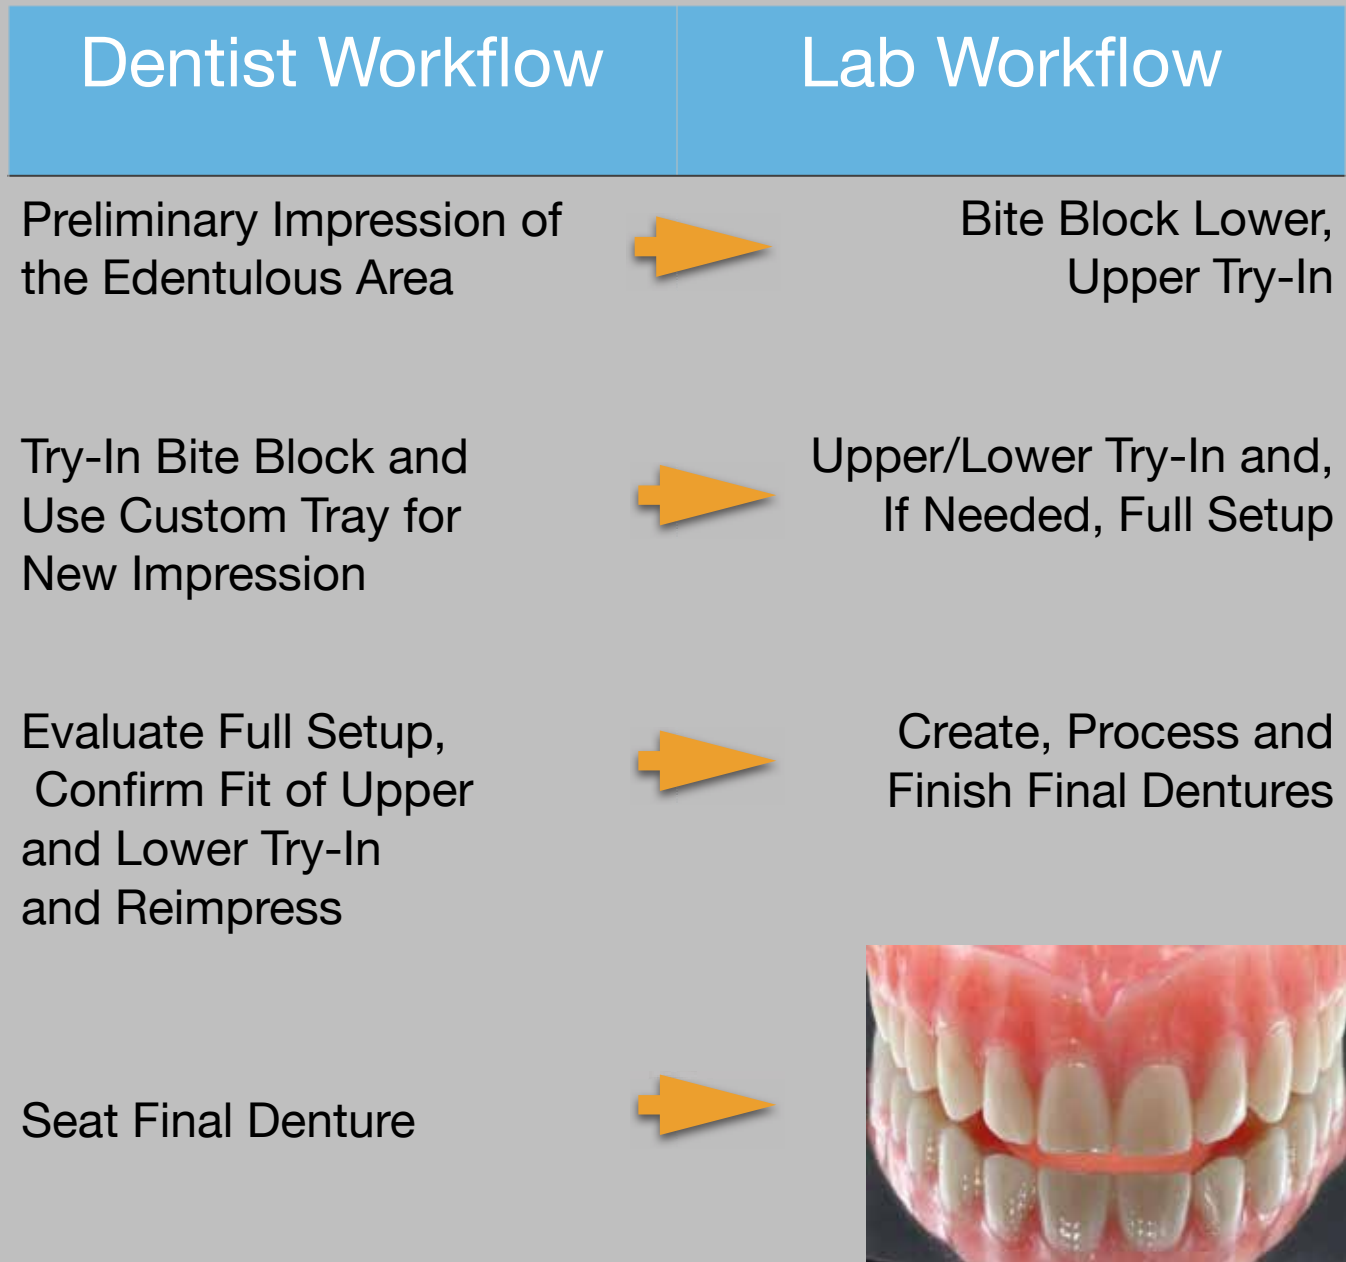 Dentist Workflow
Lab Workflow
Preliminary Impression of
the Edentulous Area
Bite Block Lower,
Upper Try-In
Try-In Bite Block and
Use Custom Tray for
New Impression
Upper/Lower Try-In and,
If Needed, Full Setup
Evaluate Full Setup,
Confirm Fit of Upper
and Lower Try-In
and Reimpress
Create, Process and
Finish Final Dentures
Seat Final Denture